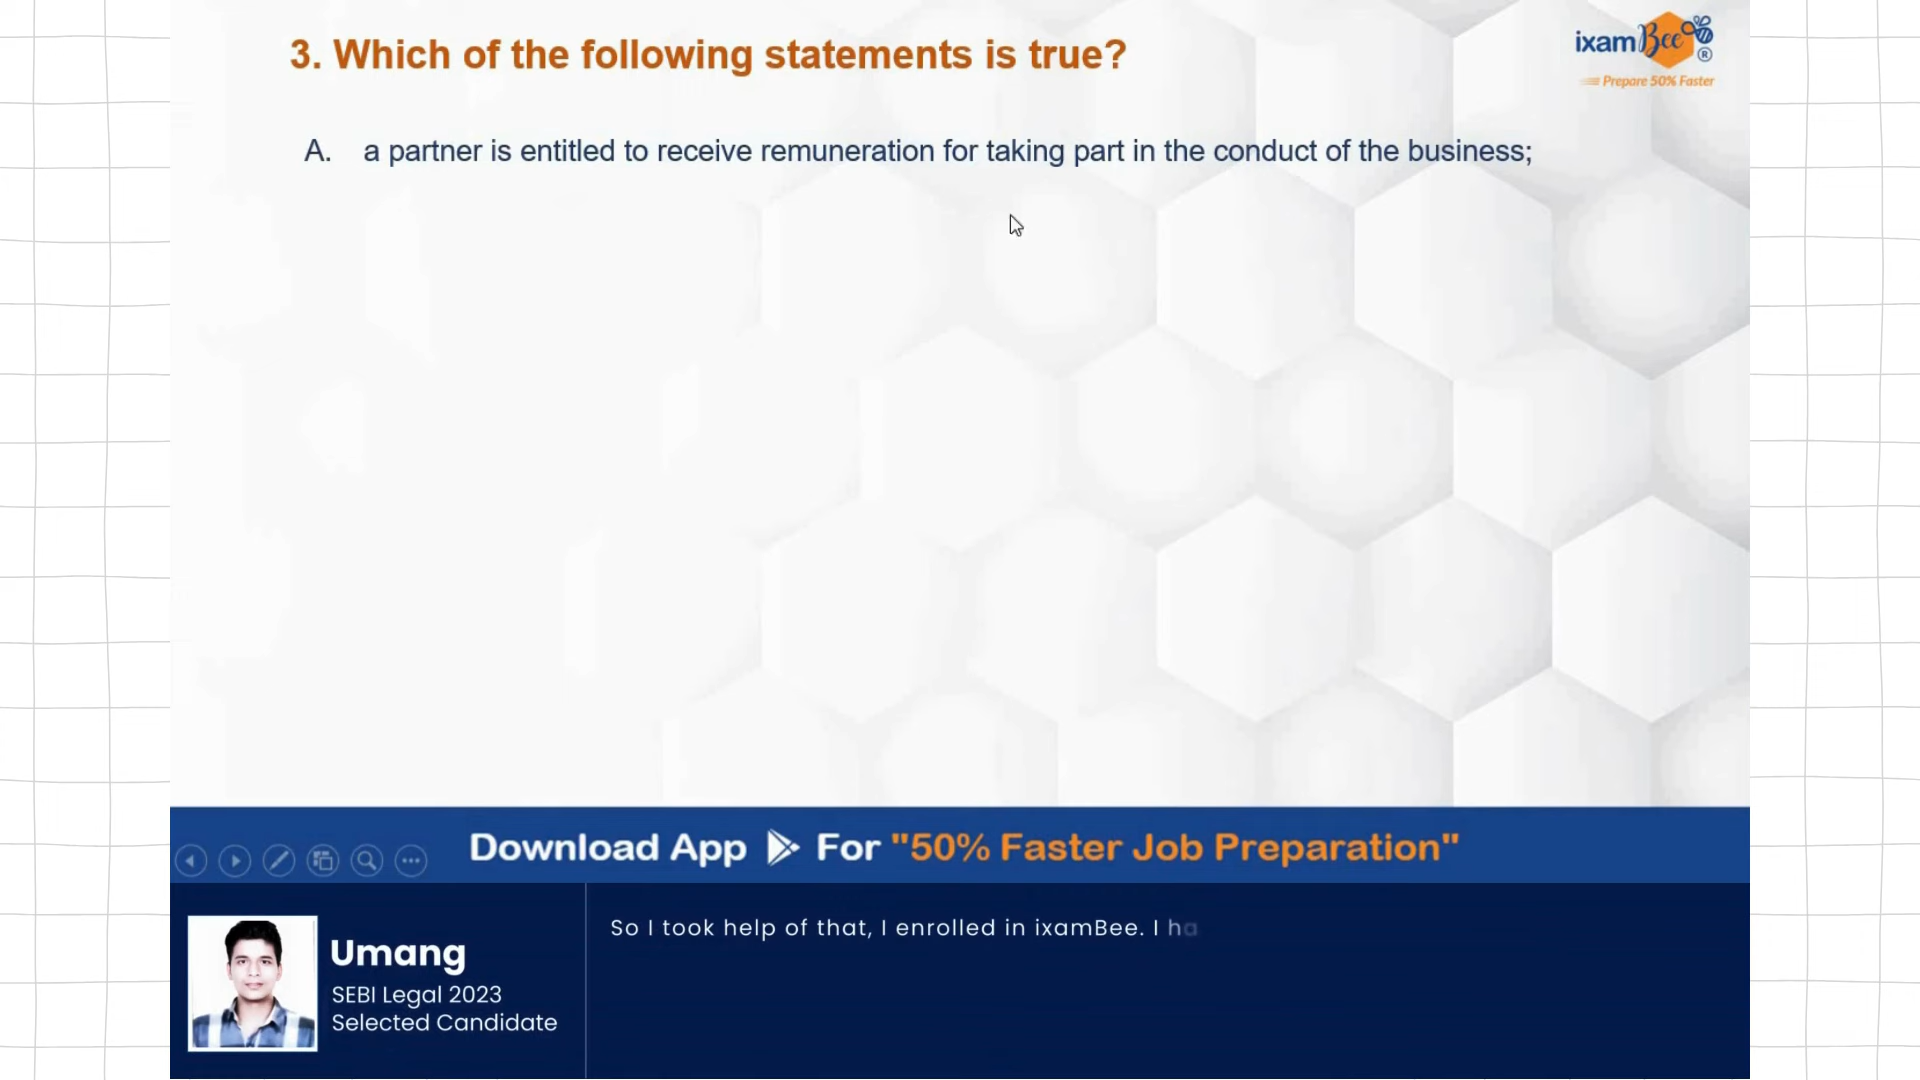 3. Which of the following statements is true?
ixamBee®
Prepare 50% Faster
A. a partner is entitled to receive remuneration for taking part in the conduct of the business;
Download App For "50% Faster Job Preparation"
Umang
SEBI Legal 2023
Selected Candidate
So I took help of that, I enrolled in ixamBee. I ha